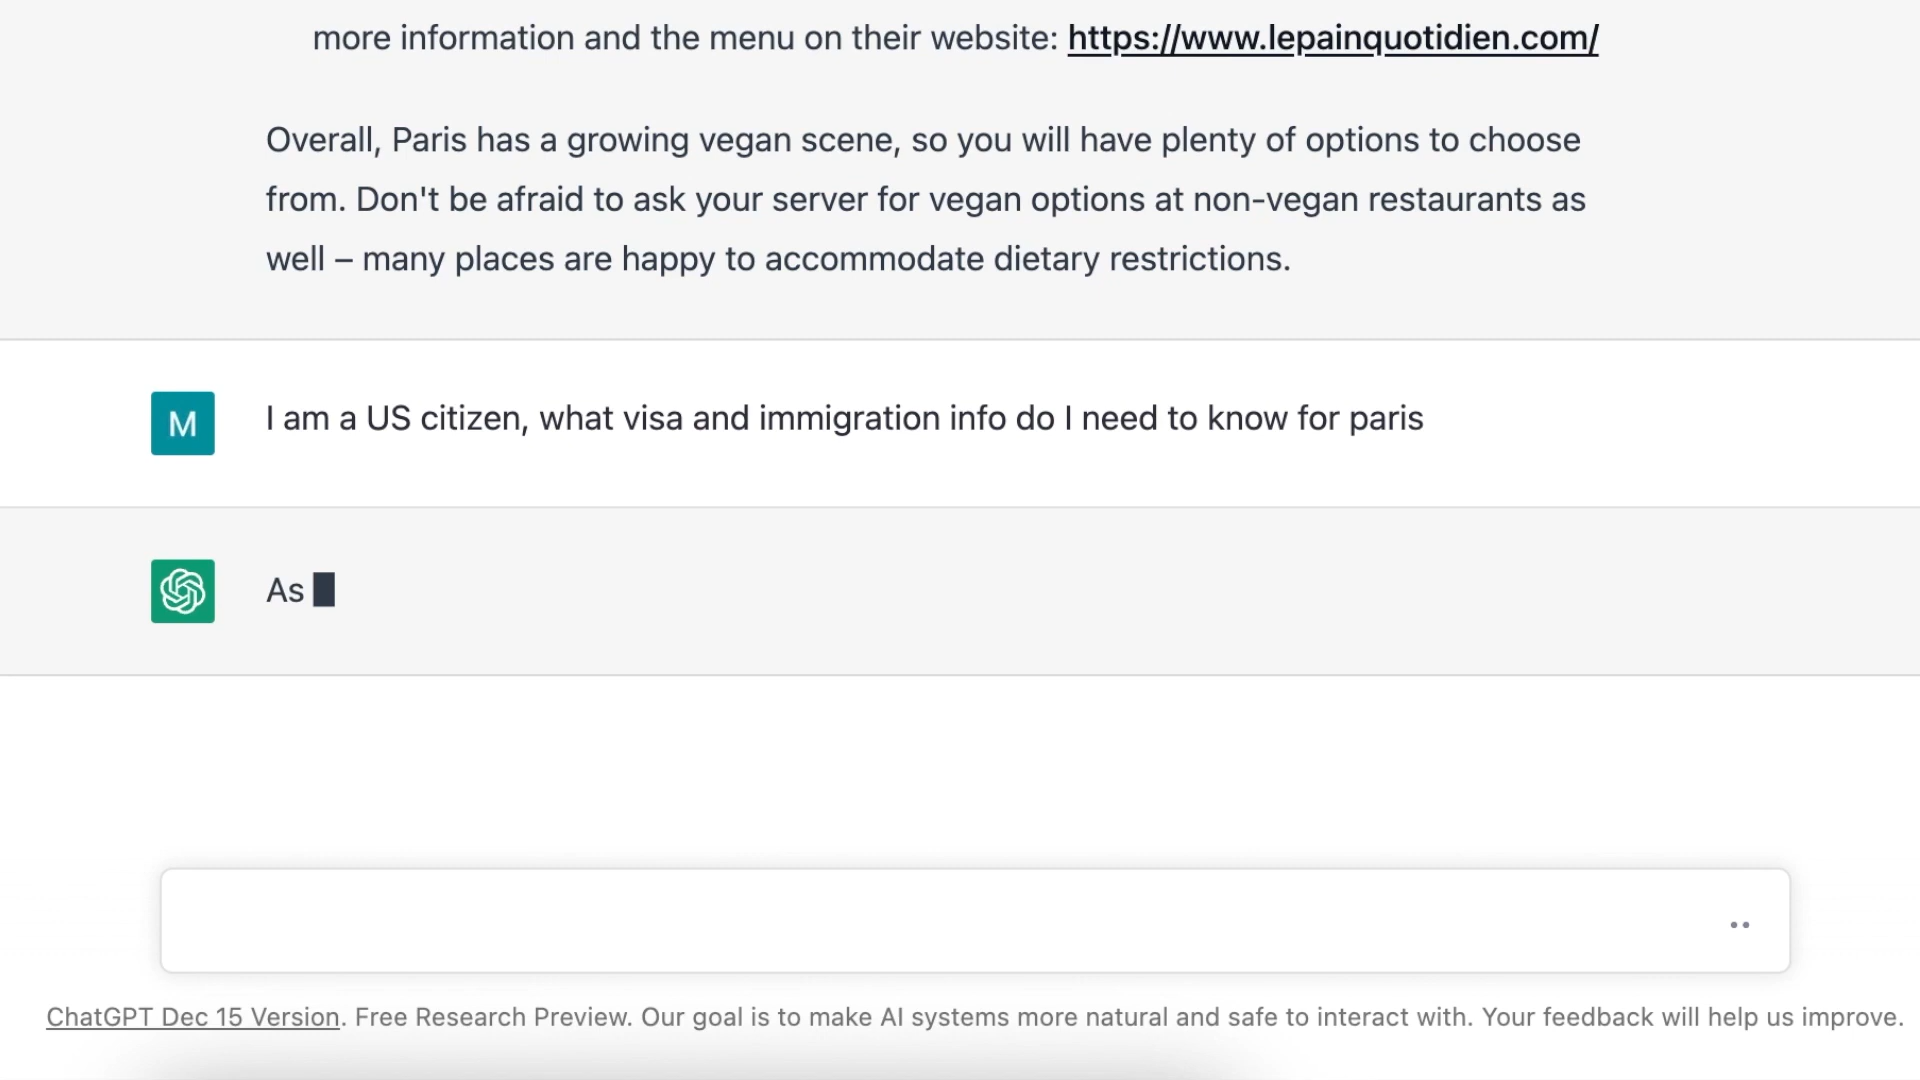 more information and the menu on their website: https://www.lepainquotidien.com/
Overall, Paris has a growing vegan scene, so you will have plenty of options to choose
from. Don't be afraid to ask your server for vegan options at non-vegan restaurants as
well – many places are happy to accommodate dietary restrictions.
M
I am a US citizen, what visa and immigration info do I need to know for paris
As
ChatGPT Dec 15 Version. Free Research Preview. Our goal is to make AI systems more natural and safe to interact with. Your feedback will help us improve.